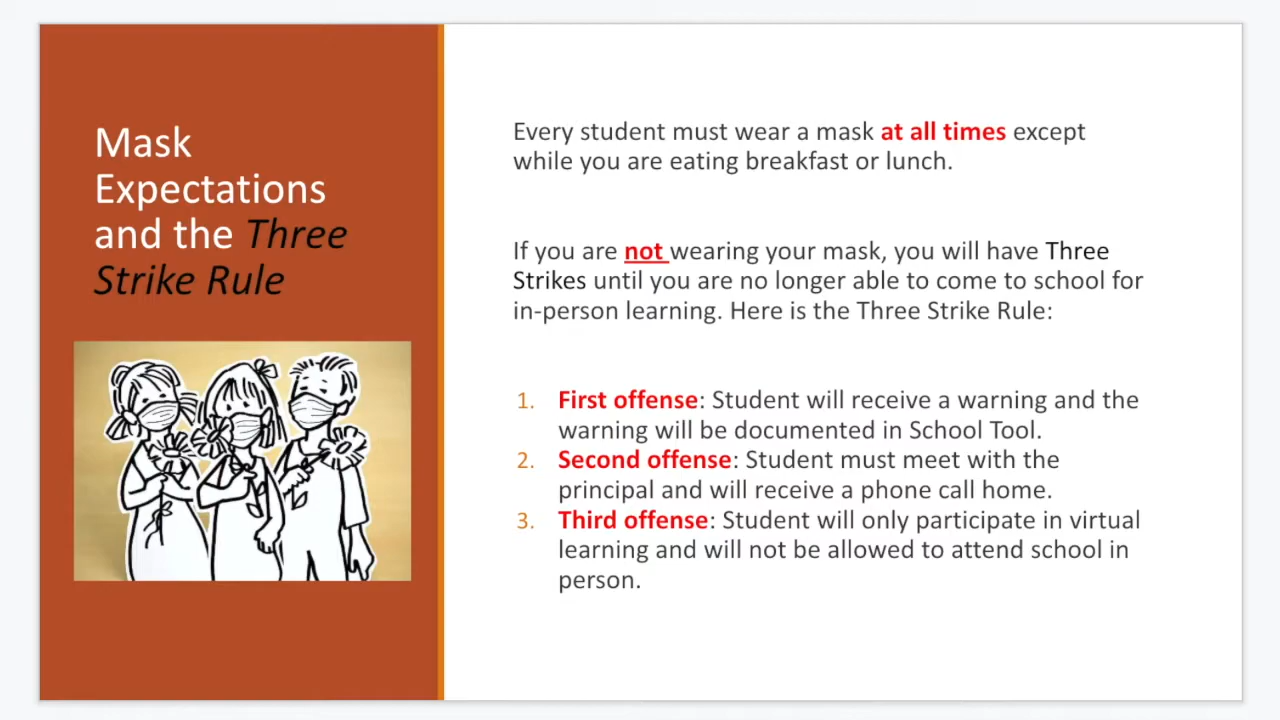 Mask
Expectations
and the Three
Strike Rule
Every student must wear a mask at all times except
while you are eating breakfast or lunch.
If you are not wearing your mask, you will have Three
Strikes until you are no longer able to come to school for
in-person learning. Here is the Three Strike Rule:
1. First offense: Student will receive a warning and the
warning will be documented in School Tool.
2. Second offense: Student must meet with the
principal and will receive a phone call home.
3. Third offense: Student will only participate in virtual
learning and will not be allowed to attend school in
person.